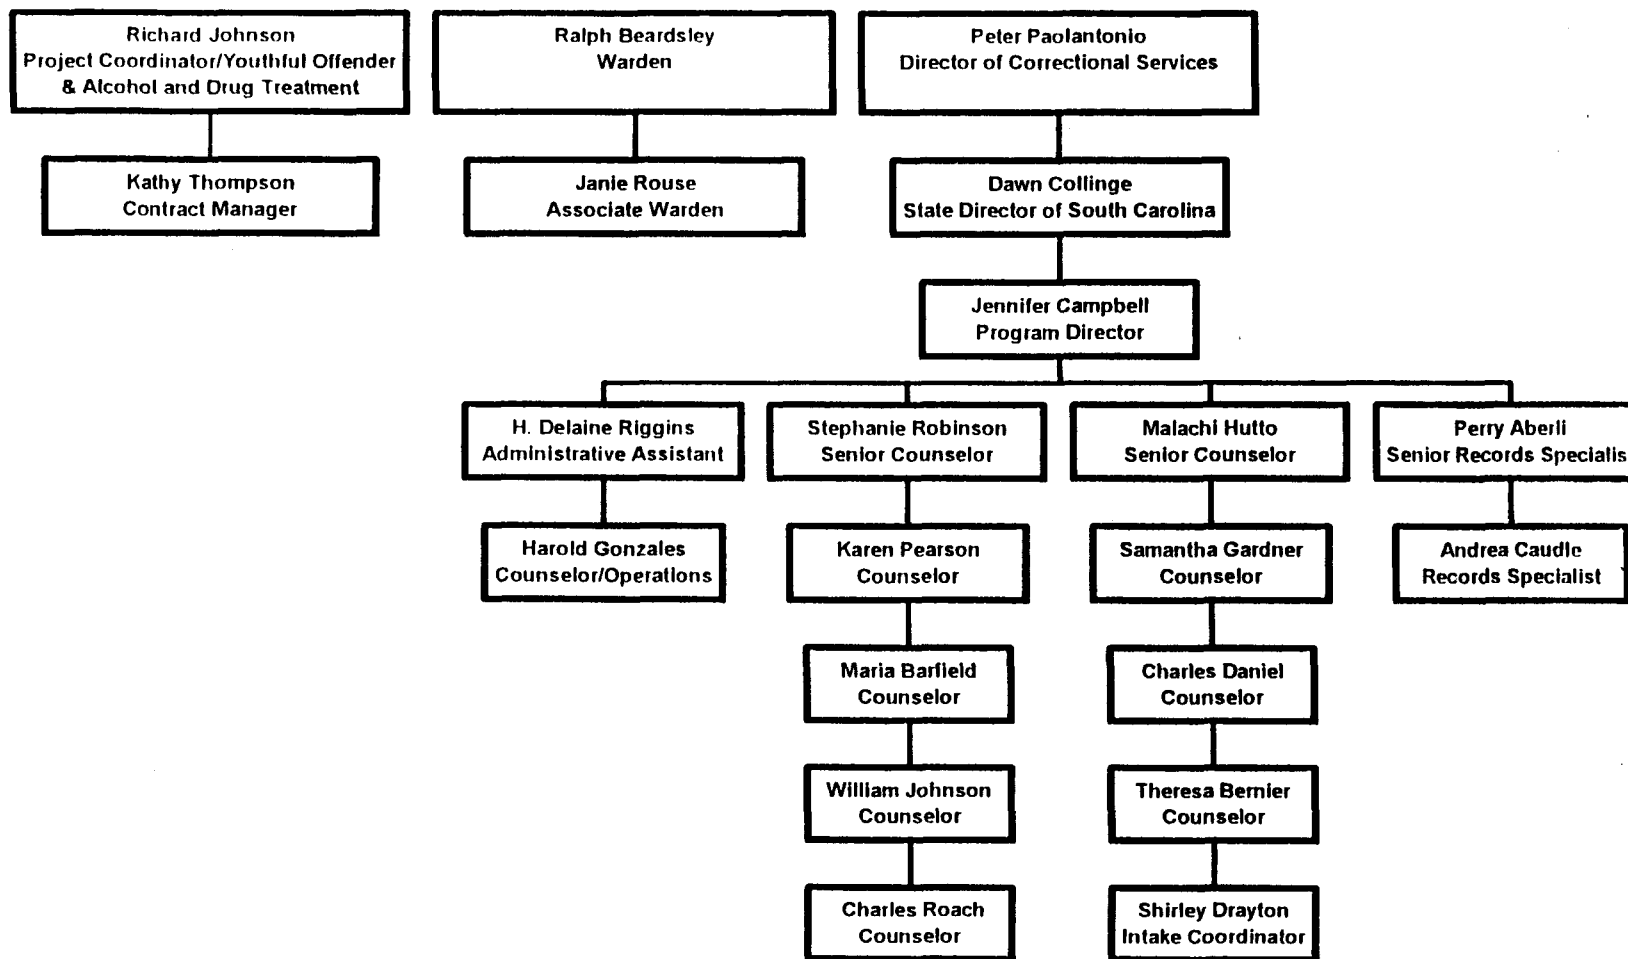 Richard Johnson
Project Coordinator/Youthful Offender
& Alcohol and Drug Treatment
Ralph Beardsley
Warden
Peter Paolantonio
Director of Correctional Services
Kathy Thompson
Contract Manager
Janie Rouse
Associate Warden
Dawn Collinge
State Director of South Carolina
Jennifer Campbell
Program Director
H. Delaine Riggins
Administrative Assistant
Stephanie Robinson
Senior Counselor
Malachi Hutto
Senior Counselor
Perry Aberli
Senior Records Specialis
Harold Gonzales
Counselor/Operations
Karen Pearson
Counselor
Samantha Gardner
Counselor
Andrea Caudle
Records Specialist
Maria Barfield
Counselor
Charles Daniel
Counselor
William Johnson
Counselor
Theresa Bernier
Counselor
Charles Roach
Counselor
Shirley Drayton
Intake Coordinator